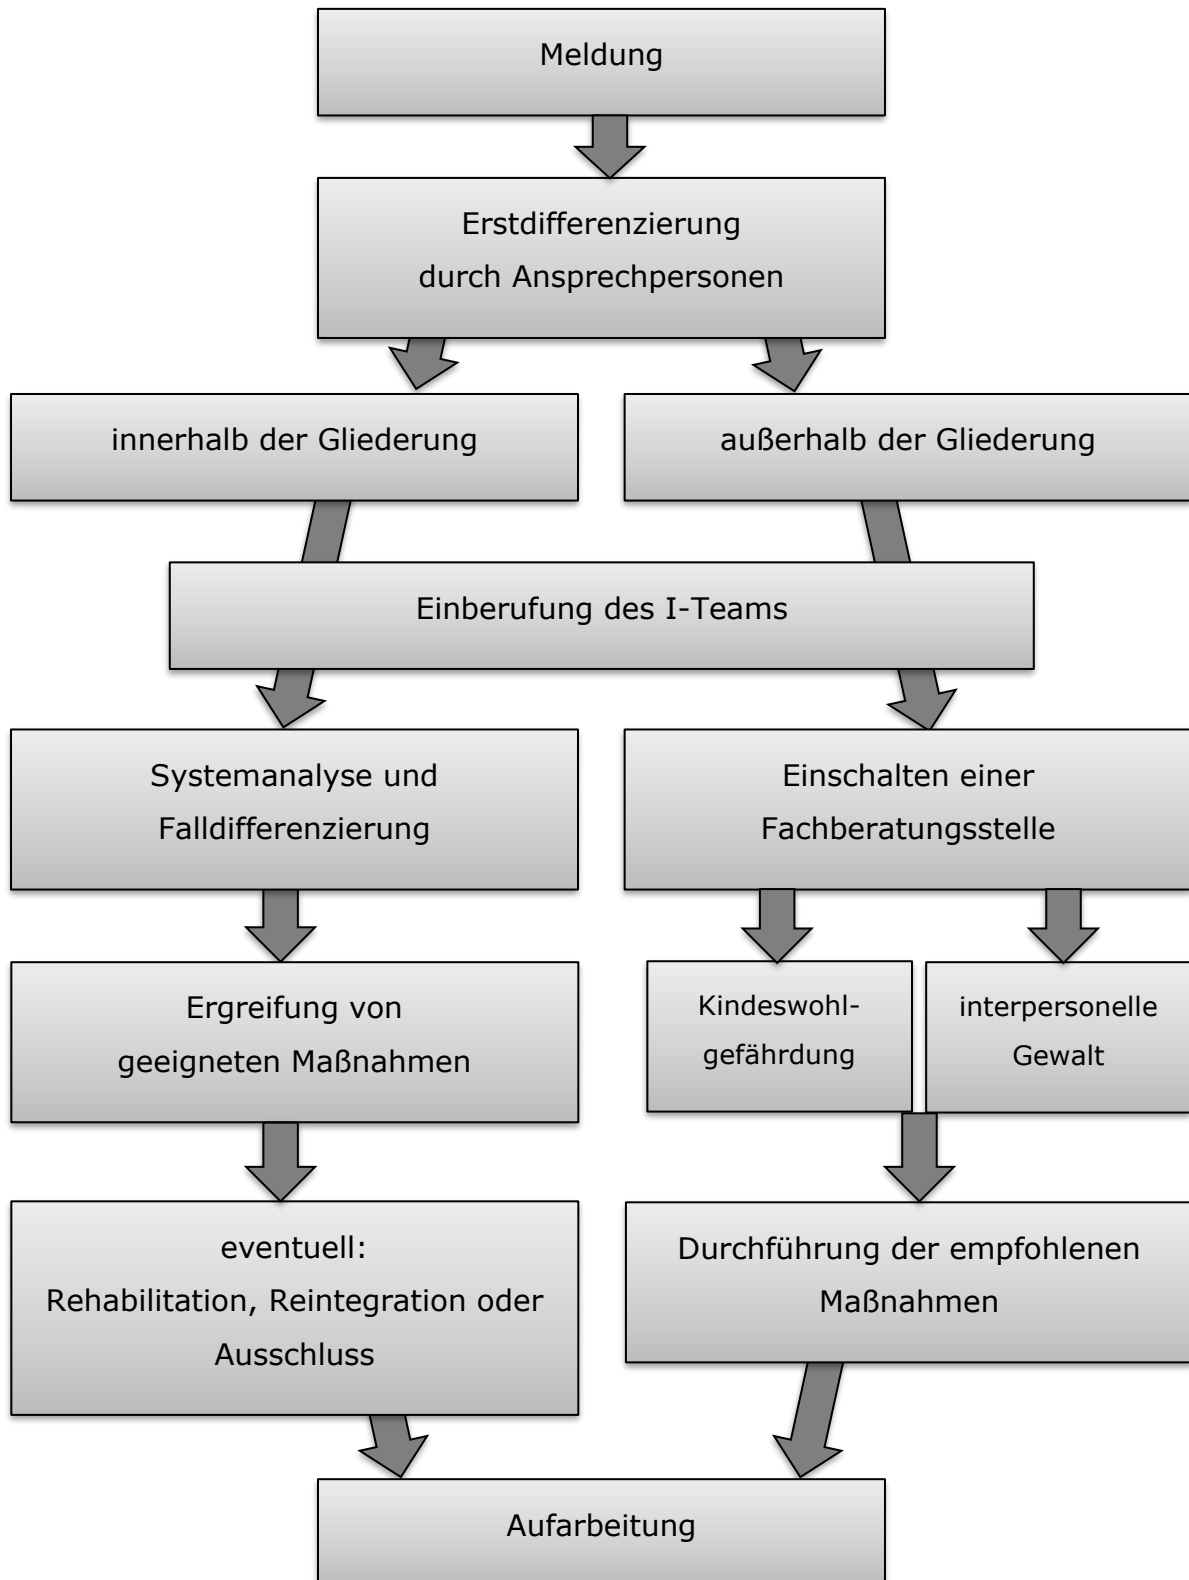 Meldung
Erstdifferenzierung
durch Ansprechpersonen
innerhalb der Gliederung
außerhalb der Gliederung
Einberufung des I-Teams
Systemanalyse und
Falldifferenzierung
Einschalten einer
Fachberatungsstelle
Ergreifung von
geeigneten Maßnahmen
Kindeswohl-
gefährdung
interpersonelle
Gewalt
eventuell:
Rehabilitation, Reintegration oder
Ausschluss
Durchführung der empfohlenen
Maßnahmen
Aufarbeitung